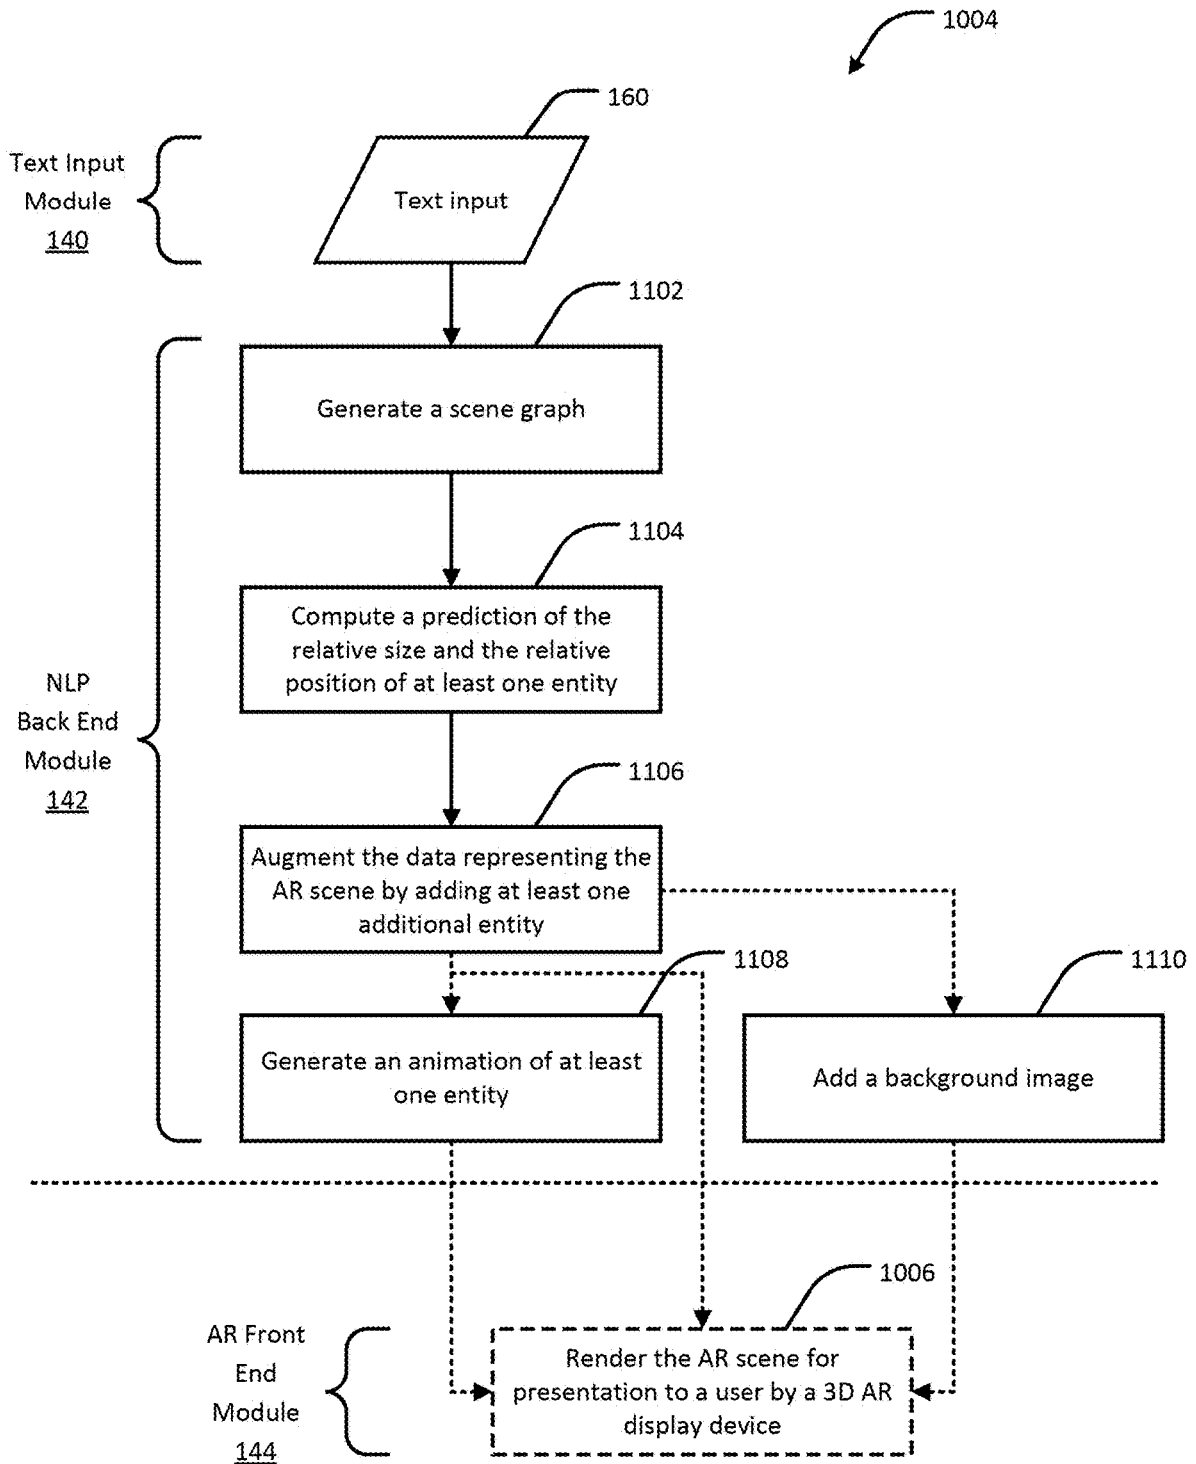 1004
160
Text Input
Module
140
Text input
1102
Generate a scene graph
1104
Compute a prediction of the
relative size and the relative
position of at least one entity
NLP
Back End
Module
142
1106
Augment the data representing the
AR scene by adding at least one
additional entity
1108
1110
Generate an animation of at least
one entity
Add a background image
1006
AR Front
End
Module
144
Render the AR scene for
presentation to a user by a 3D AR
display device